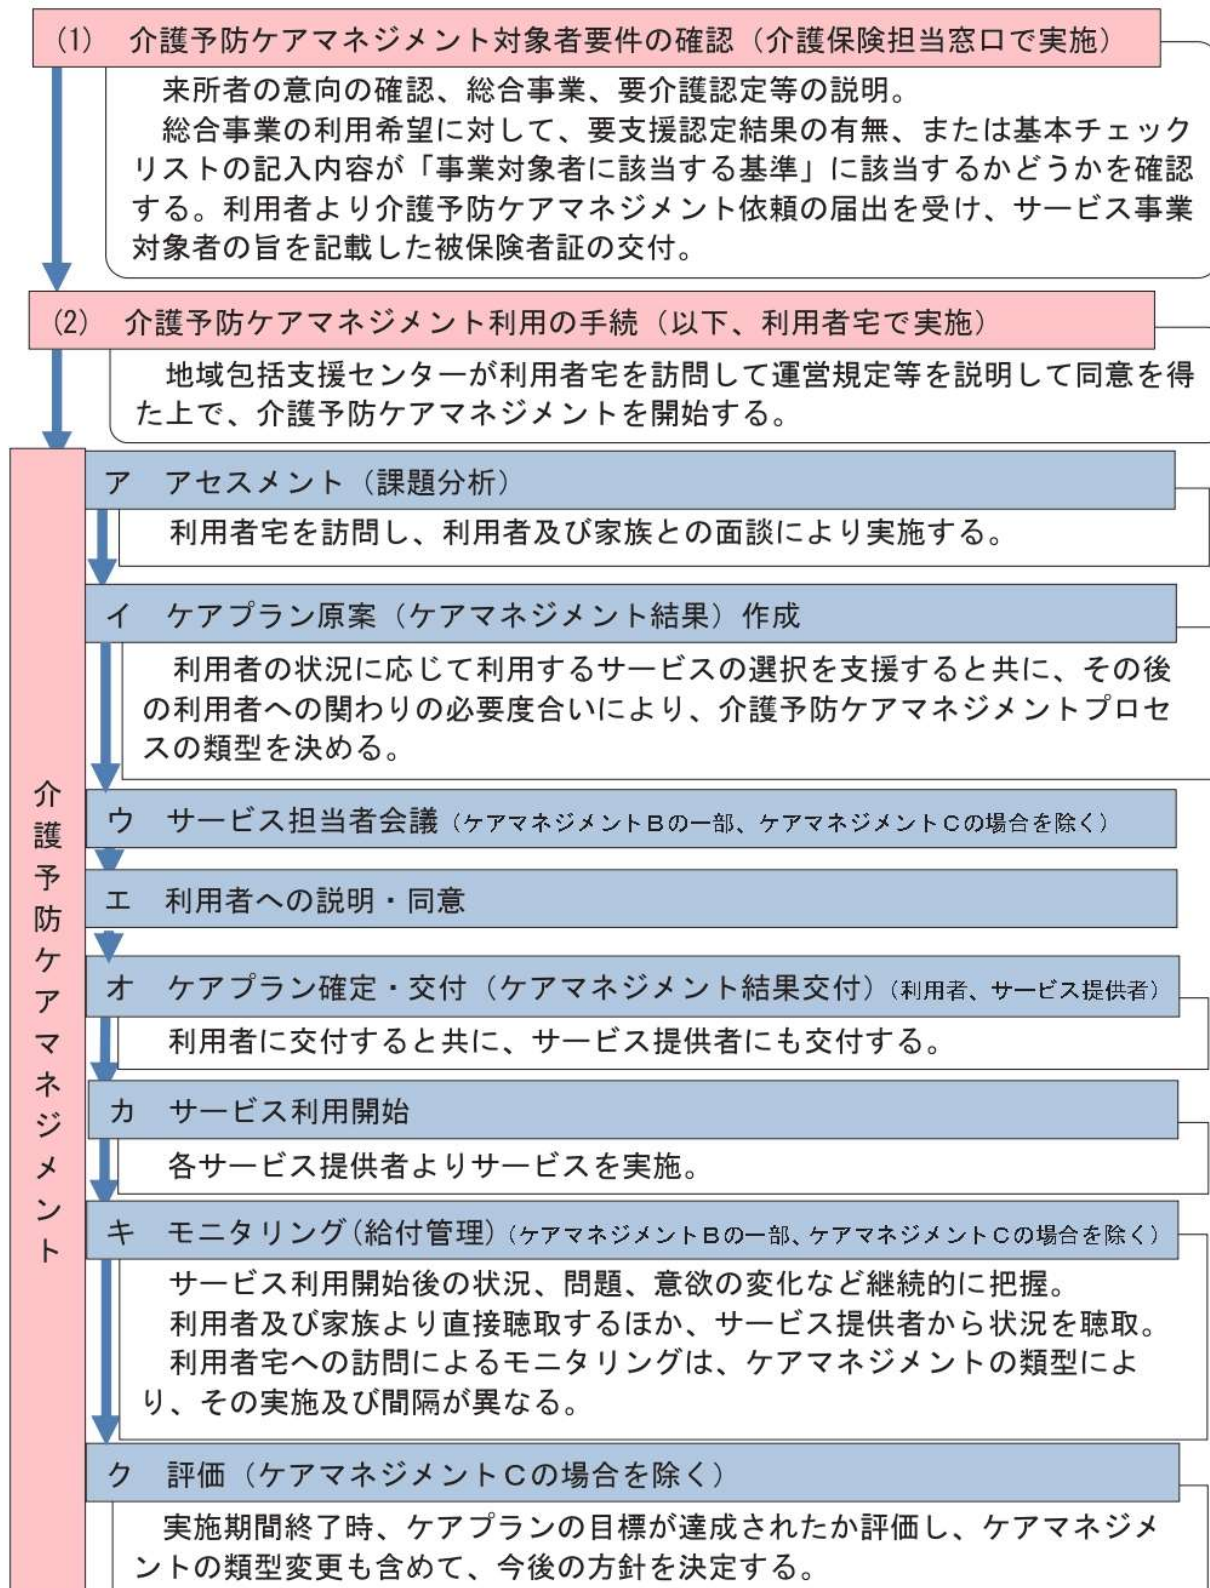 (1) 介護予防ケアマネジメント対象者要件の確認（介護保険担当窓口で実施）
来所者の意向の確認、総合事業、要介護認定等の説明。
総合事業の利用希望に対して、要支援認定結果の有無、または基本チェック
リストの記入内容が「事業対象者に該当する基準」に該当するかどうかを確認
する。利用者より介護予防ケアマネジメント依頼の届出を受け、サービス事業
対象者の旨を記載した被保険者証の交付。
(2) 介護予防ケアマネジメント利用の手続（以下、利用者宅で実施）
地域包括支援センターが利用者宅を訪問して運営規定等を説明して同意を得
た上で、介護予防ケアマネジメントを開始する。
介護予防ケアマネジメント
ア アセスメント（課題分析）
利用者宅を訪問し、利用者及び家族との面談により実施する。
イ ケアプラン原案（ケアマネジメント結果）作成
利用者の状況に応じて利用するサービスの選択を支援すると共に、その後
の利用者への関わりの必要度合いにより、介護予防ケアマネジメントプロセ
スの類型を決める。
ウ サービス担当者会議（ケアマネジメントＢの一部、ケアマネジメントＣの場合を除く）
エ 利用者への説明・同意
オ ケアプラン確定・交付（ケアマネジメント結果交付）（利用者、サービス提供者）
利用者に交付すると共に、サービス提供者にも交付する。
カ サービス利用開始
各サービス提供者よりサービスを実施。
キ モニタリング(給付管理)（ケアマネジメントＢの一部、ケアマネジメントＣの場合を除く）
サービス利用開始後の状況、問題、意欲の変化など継続的に把握。
利用者及び家族より直接聴取するほか、サービス提供者から状況を聴取。
利用者宅への訪問によるモニタリングは、ケアマネジメントの類型によ
り、その実施及び間隔が異なる。
ク 評価（ケアマネジメントＣの場合を除く）
実施期間終了時、ケアプランの目標が達成されたか評価し、ケアマネジメ
ントの類型変更も含めて、今後の方針を決定する。